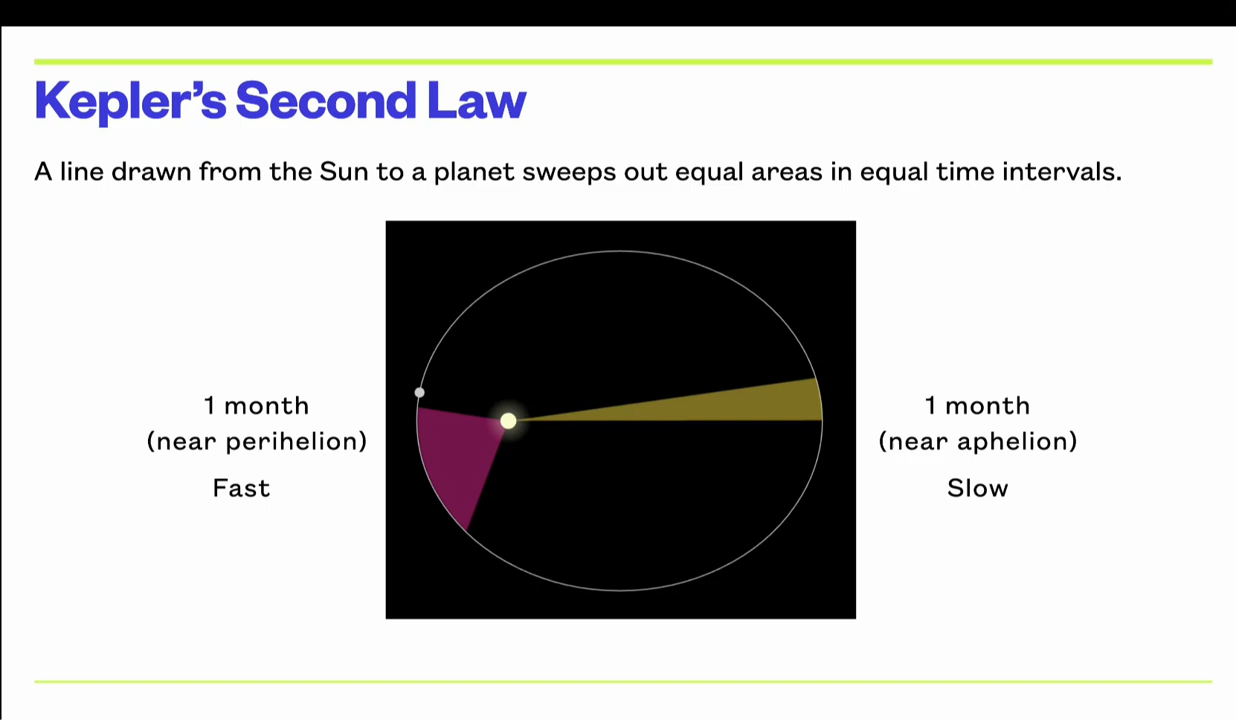 Kepler’s Second Law
A line drawn from the Sun to a planet sweeps out equal areas in equal time intervals.
1 month
(near perihelion)
Fast
1 month
(near aphelion)
Slow